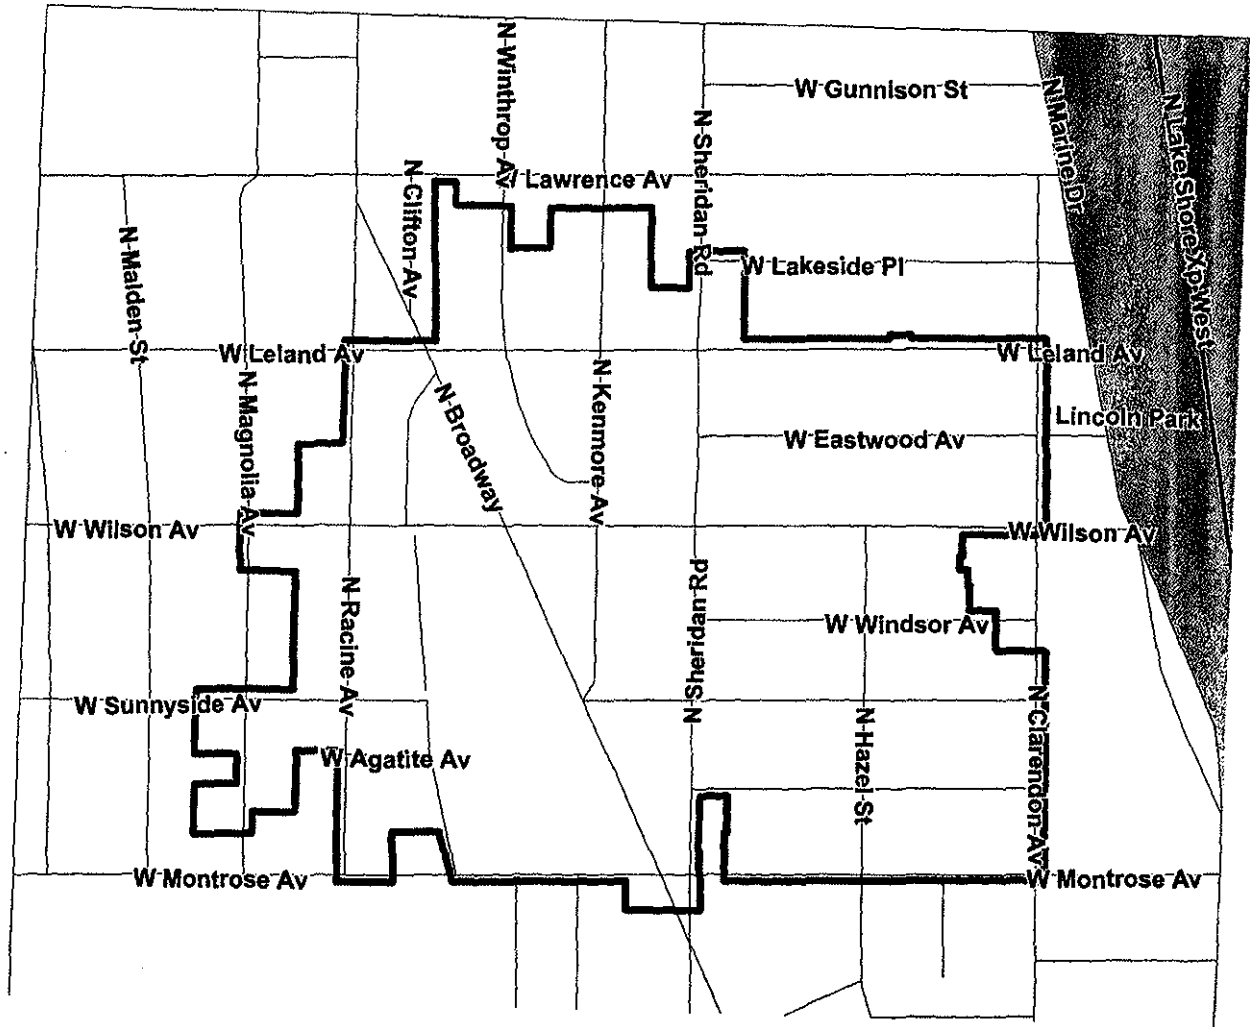 N Winthrop Av
W Gunnison St
N Marine Dr
N Lake Shore Xp West
N Sheridan Rd
N Clifton Av
Lawrence Av
N Malden St
W Lakeside Pl
W Leland Av
W Leland Av
N Magnolia Av
N Broadway
N Kenmore Av
Lincoln Park
W Eastwood Av
W Wilson Av
W Wilson Av
N Racine Av
N Sheridan Rd
W Windsor Av
W Sunnyside Av
N
N Hazel St
N Clarendon Av
W Agatite Av
W Montrose Av
W Montrose Av